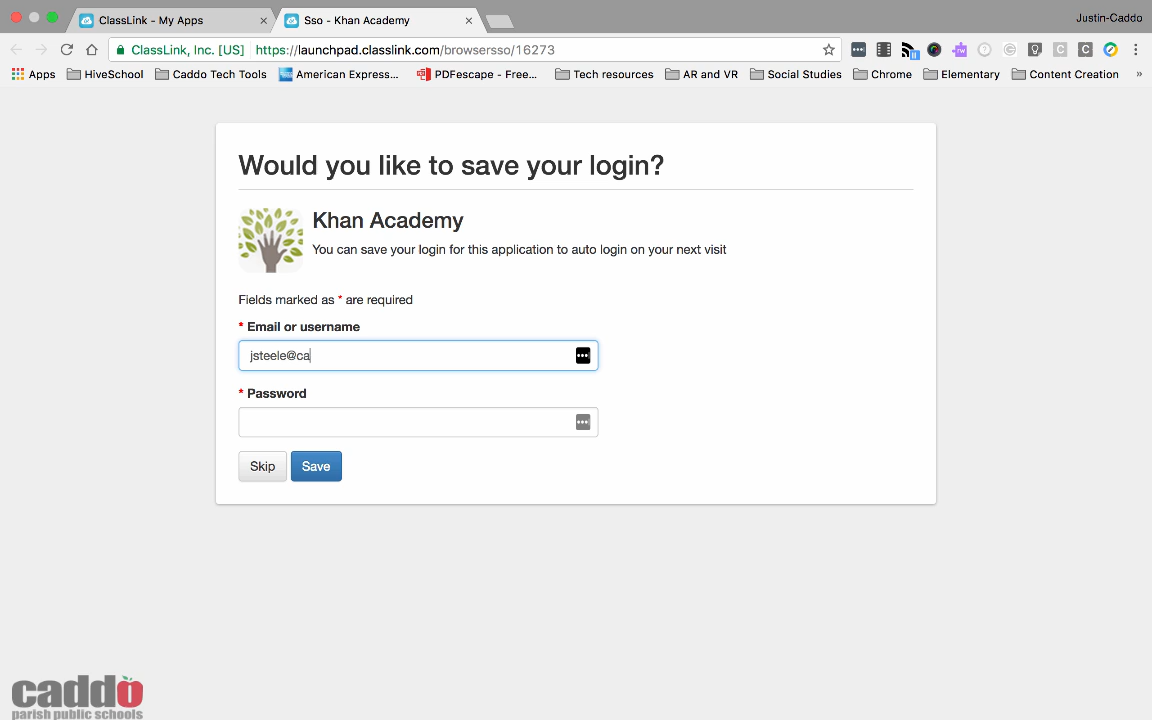 ClassLink - My Apps
Sso - Khan Academy
Justin-Caddo
ClassLink, Inc. [US]
https://launchpad.classlink.com/browsersso/16273
Apps
HiveSchool
Caddo Tech Tools
American Express...
PDFescape - Free...
Tech resources
AR and VR
Social Studies
Chrome
Elementary
Content Creation
»
Would you like to save your login?
Khan Academy
You can save your login for this application to auto login on your next visit
Fields marked as * are required
* Email or username
jsteele@ca
* Password
Skip
Save
caddo
parish public schools